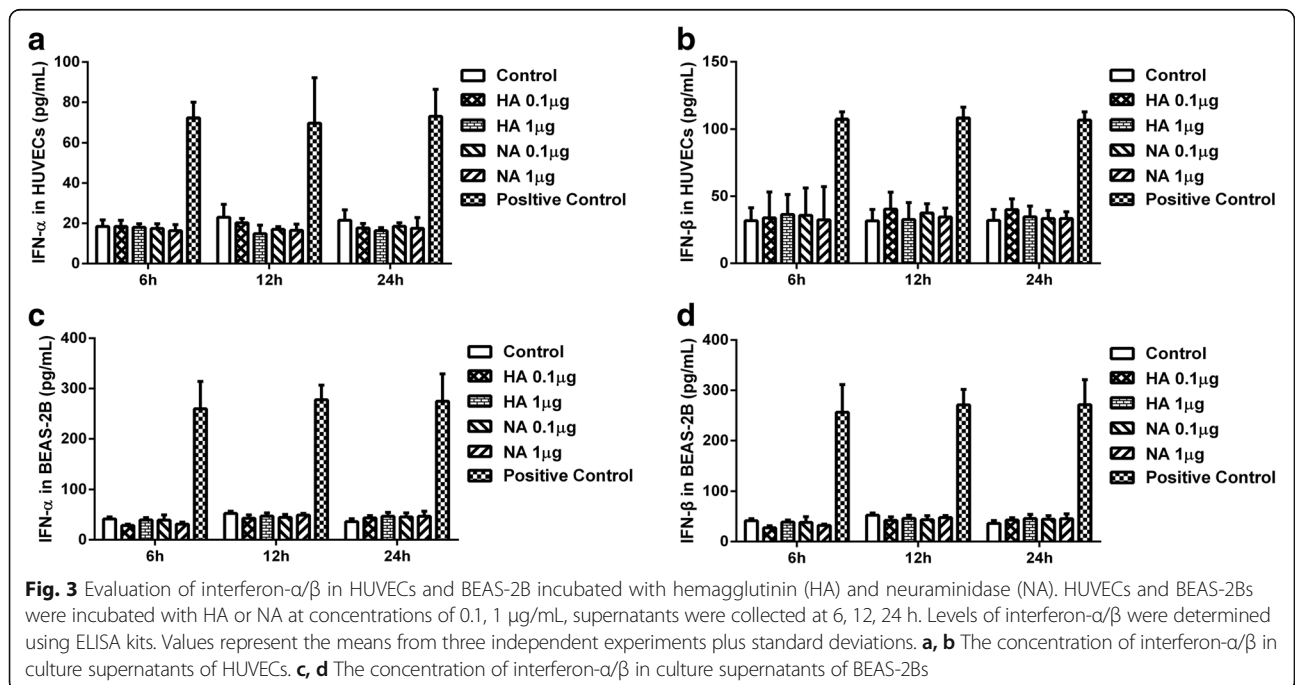 a
IFN-α in HUVECs (pg/mL)
100
80
60
40
20
0
6h
12h
24h
Control
HA 0.1µg
HA 1µg
NA 0.1µg
NA 1µg
Positive Control
b
IFN-β in HUVECs (pg/mL)
150
100
50
0
6h
12h
24h
Control
HA 0.1µg
HA 1µg
NA 0.1µg
NA 1µg
Positive Control
c
IFN-α in BEAS-2B (pg/mL)
400
300
200
100
0
6h
12h
24h
Control
HA 0.1µg
HA 1µg
NA 0.1µg
NA 1µg
Positive Control
d
IFN-β in BEAS-2B (pg/mL)
400
300
200
100
0
6h
12h
24h
Control
HA 0.1µg
HA 1µg
NA 0.1µg
NA 1µg
Positive Control
Fig. 3 Evaluation of interferon-α/β in HUVECs and BEAS-2B incubated with hemagglutinin (HA) and neuraminidase (NA). HUVECs and BEAS-2Bs
were incubated with HA or NA at concentrations of 0.1, 1 µg/mL, supernatants were collected at 6, 12, 24 h. Levels of interferon-α/β were determined
using ELISA kits. Values represent the means from three independent experiments plus standard deviations. a, b The concentration of interferon-α/β in
culture supernatants of HUVECs. c, d The concentration of interferon-α/β in culture supernatants of BEAS-2Bs